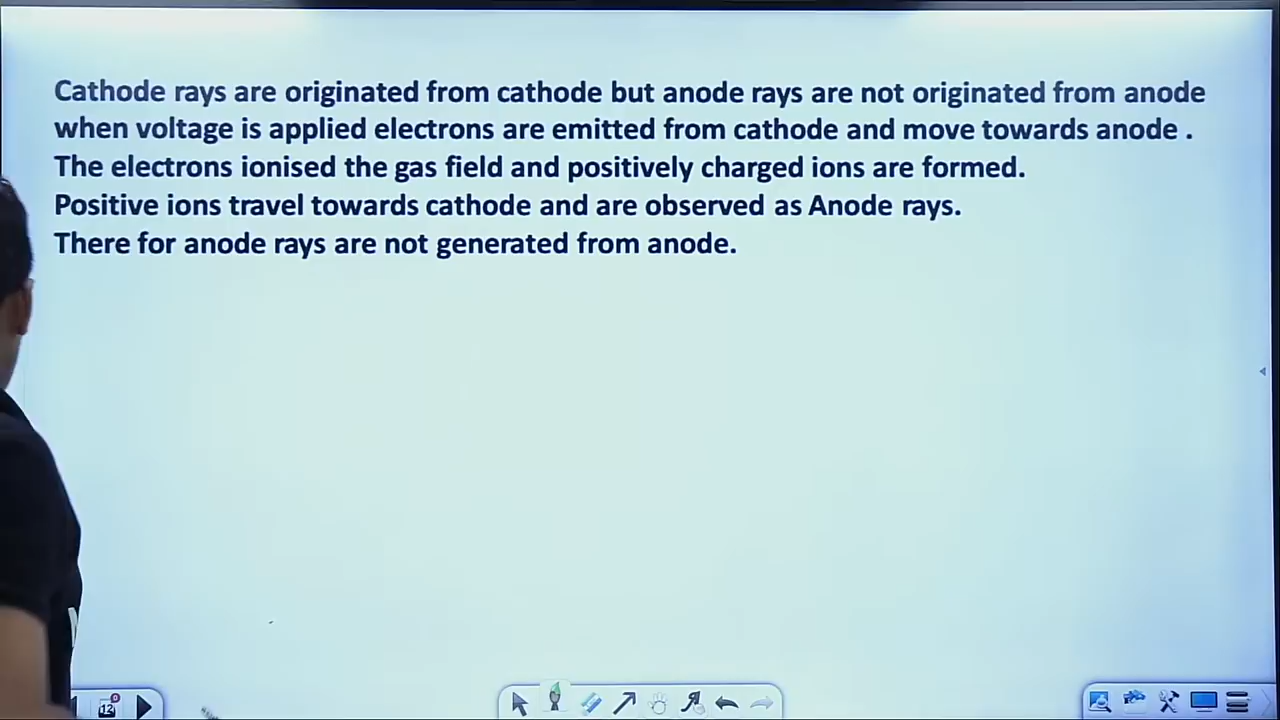 Cathode rays are originated from cathode but anode rays are not originated from anode
when voltage is applied electrons are emitted from cathode and move towards anode .
The electrons ionised the gas field and positively charged ions are formed.
Positive ions travel towards cathode and are observed as Anode rays.
There for anode rays are not generated from anode.
12